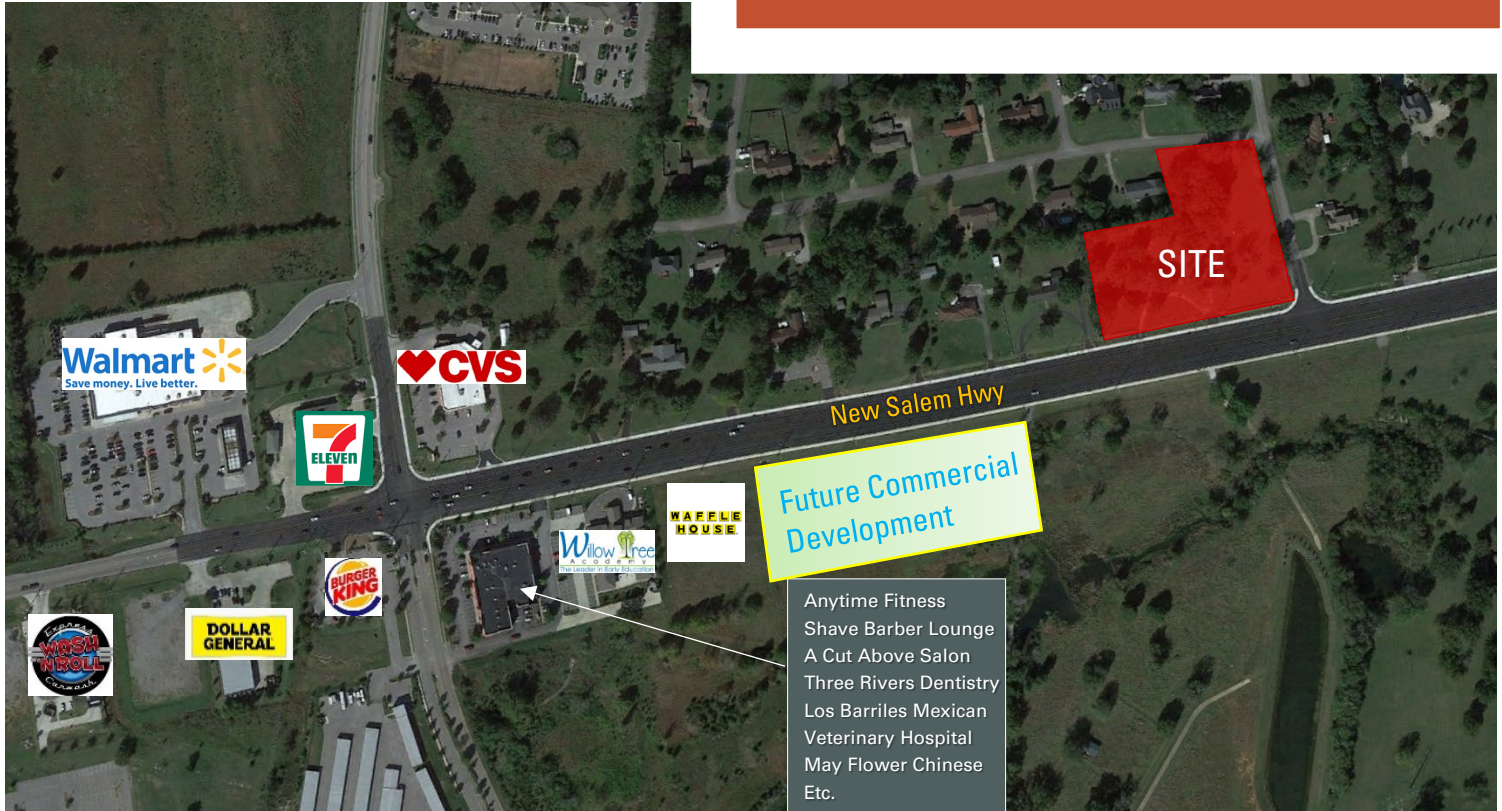 SITE
Walmart
Save money. Live better.
CVS
New Salem Hwy
7
ELEVEN
Future Commercial
Development
WAFFLE
HOUSE
Willow Tree
Academy
The Leader in Early Education
BURGER
KING
DOLLAR
GENERAL
Express
WASH
'N ROLL
Carwash
Anytime Fitness
Shave Barber Lounge
A Cut Above Salon
Three Rivers Dentistry
Los Barriles Mexican
Veterinary Hospital
May Flower Chinese
Etc.